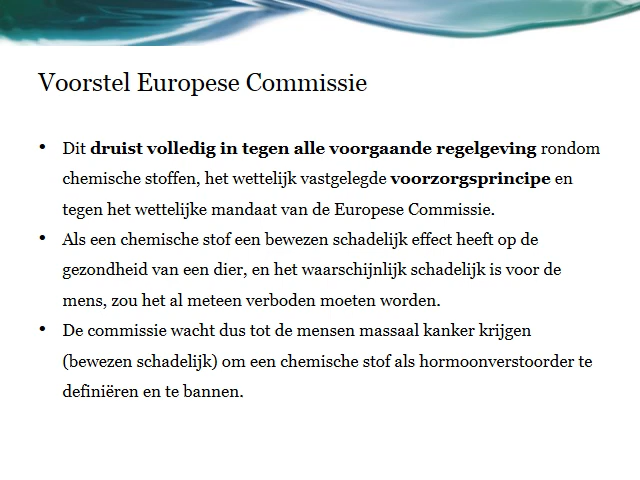 Voorstel Europese Commissie
• Dit druist volledig in tegen alle voorgaande regelgeving rondom
chemische stoffen, het wettelijk vastgelegde voorzorgsprincipe en
tegen het wettelijke mandaat van de Europese Commissie.
• Als een chemische stof een bewezen schadelijk effect heeft op de
gezondheid van een dier, en het waarschijnlijk schadelijk is voor de
mens, zou het al meteen verboden moeten worden.
• De commissie wacht dus tot de mensen massaal kanker krijgen
(bewezen schadelijk) om een chemische stof als hormoonverstoorder te
definiëren en te bannen.